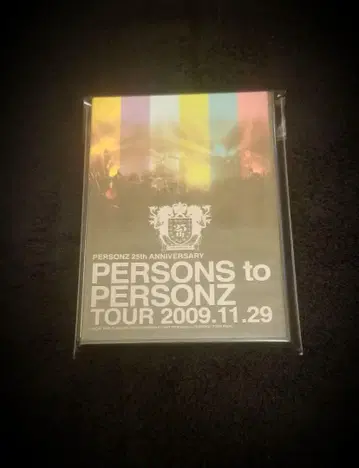 PERSONZ 25th ANNIVERSARY
PERSONS to
PERSONZ
TOUR 2009.11.29